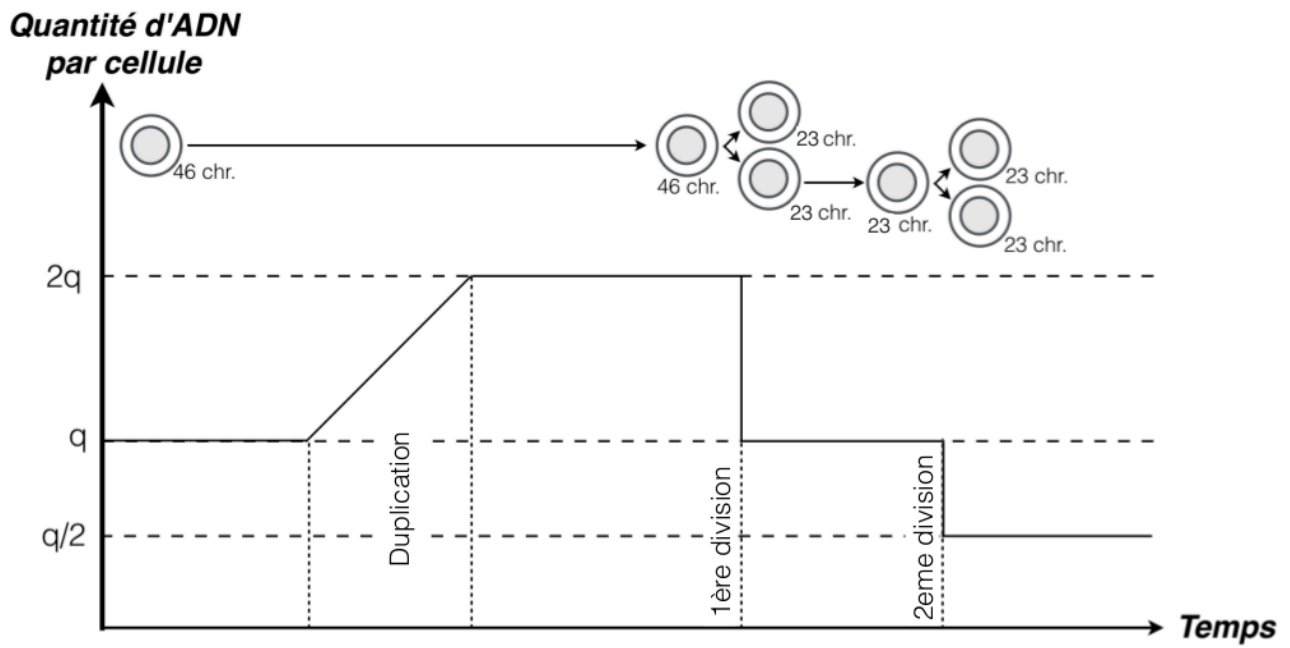 Quantité d'ADN
par cellule
46 chr.
46 chr.
23 chr.
23 chr.
23 chr.
23 chr.
23 chr.
2q
q
q/2
Duplication
1ère division
2eme division
Temps